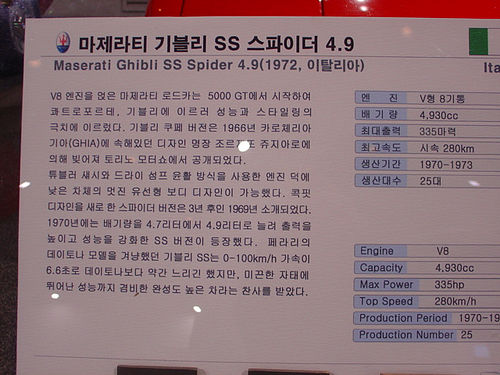 마제라티 기블리 SS 스파이더 4.9
Maserati Ghibli SS Spider 4.9(1972, 이탈리아)
Ita
V8 엔진을 얹은 마제라티 로드카는 5000 GT에서 시작하여
콰트로포르테, 기블리에 이르러 성능과 스타일링의
극치에 이르렀다. 기블리 쿠페 버전은 1966년 카로체리아
기아(GHIA)에 속해있던 디자인 명장 조르제토 쥬지아로에
의해 빚어져 토리노 모터쇼에서 공개되었다.
튜블러 섀시와 드라이 섬프 윤활 방식을 사용한 엔진 덕에
낮은 차체의 멋진 유선형 보디 디자인이 가능했다. 콕핏
디자인을 새로 한 스파이더 버전은 3년 후인 1969년 소개되었다.
1970년에는 배기량을 4.7리터에서 4.9리터로 늘려 출력을
높이고 성능을 강화한 SS 버전이 등장했다. 페라리의
데이토나 모델을 겨냥했던 기블리 SS는 0-100km/h 가속이
6.6초로 데이토나보다 약간 느리긴 했지만, 미끈한 자태에
뛰어난 성능까지 겸비한 완성도 높은 차라는 찬사를 받았다.
엔 진 V형 8기통
배 기 량 4,930cc
최대출력 335마력
최고속도 시속 280km
생산기간 1970-1973
생산대수 25대
Engine V8
Capacity 4,930cc
Max Power 335hp
Top Speed 280km/h
Production Period 1970-19
Production Number 25